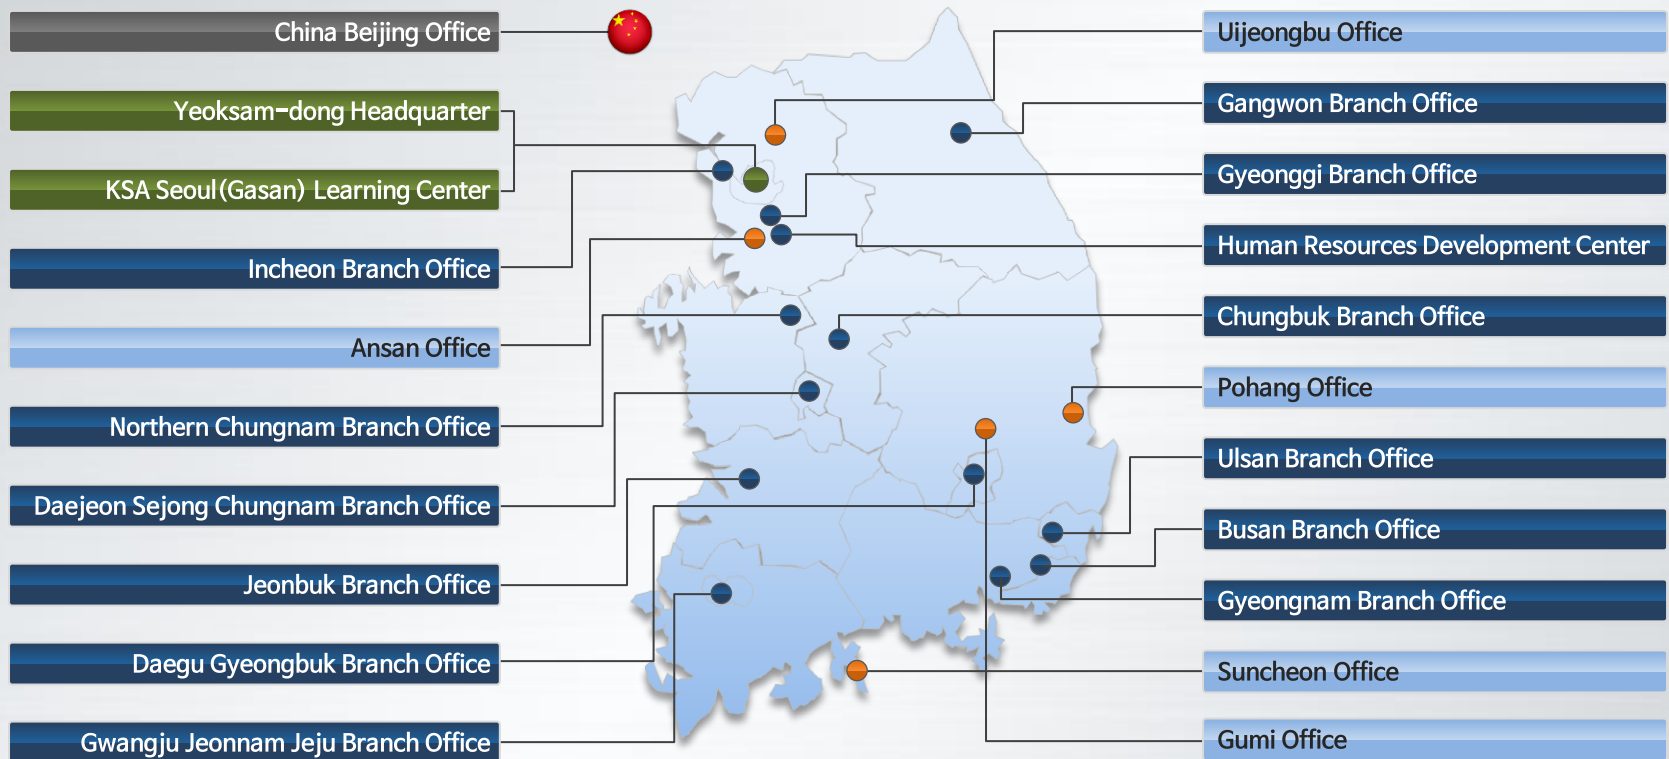 China Beijing Office
Yeoksam-dong Headquarter
KSA Seoul(Gasan) Learning Center
Incheon Branch Office
Ansan Office
Northern Chungnam Branch Office
Daejeon Sejong Chungnam Branch Office
Jeonbuk Branch Office
Daegu Gyeongbuk Branch Office
Gwangju Jeonnam Jeju Branch Office
Uijeongbu Office
Gangwon Branch Office
Gyeonggi Branch Office
Human Resources Development Center
Chungbuk Branch Office
Pohang Office
Ulsan Branch Office
Busan Branch Office
Gyeongnam Branch Office
Suncheon Office
Gumi Office